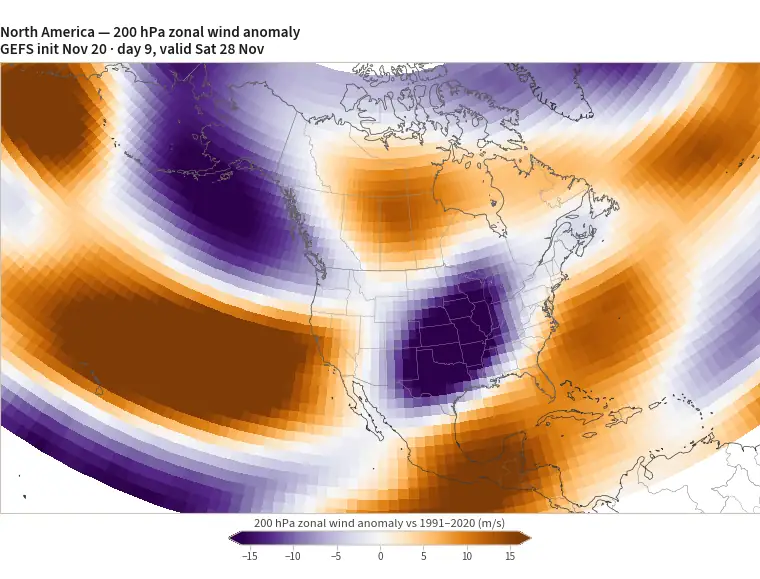 North America — 200 hPa zonal wind anomaly
GEFS init Nov 20 · day 9, valid Sat 28 Nov
200 hPa zonal wind anomaly vs 1991–2020 (m/s)
−15 −10 −5 0 5 10 15